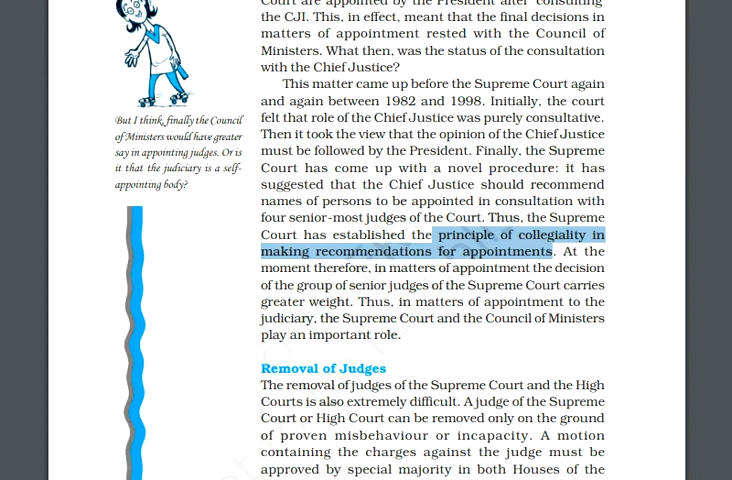 Court are appointed by the President after 'consulting'
the CJI. This, in effect, meant that the final decisions in
matters of appointment rested with the Council of
Ministers. What then, was the status of the consultation
with the Chief Justice?
This matter came up before the Supreme Court again
and again between 1982 and 1998. Initially, the court
felt that role of the Chief Justice was purely consultative.
Then it took the view that the opinion of the Chief Justice
must be followed by the President. Finally, the Supreme
Court has come up with a novel procedure: it has
suggested that the Chief Justice should recommend
names of persons to be appointed in consultation with
four senior-most judges of the Court. Thus, the Supreme
Court has established the principle of collegiality in
making recommendations for appointments. At the
moment therefore, in matters of appointment the decision
of the group of senior judges of the Supreme Court carries
greater weight. Thus, in matters of appointment to the
judiciary, the Supreme Court and the Council of Ministers
play an important role.
But I think, finally the Council
of Ministers would have greater
say in appointing judges. Or is
it that the judiciary is a self-
appointing body?
Removal of Judges
The removal of judges of the Supreme Court and the High
Courts is also extremely difficult. A judge of the Supreme
Court or High Court can be removed only on the ground
of proven misbehaviour or incapacity. A motion
containing the charges against the judge must be
approved by special majority in both Houses of the